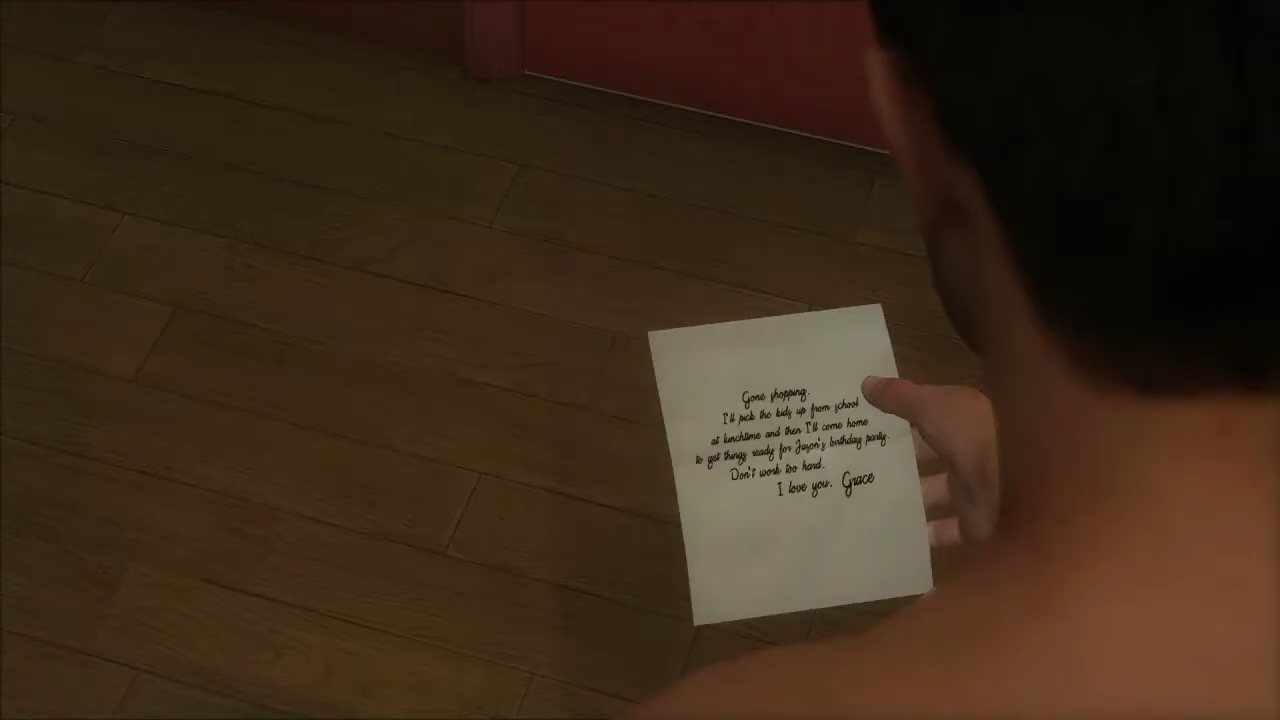 Gone shopping.
I'll pick the kids up from school
at lunchtime and then I'll come home
to get things ready for Jason's birthday party.
Don't work too hard.
I love you. Grace